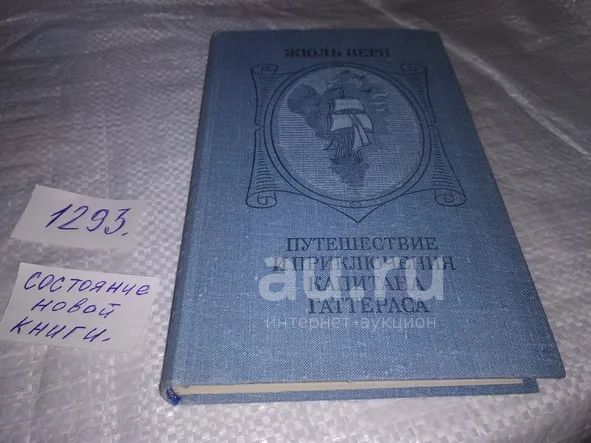 ЖЮЛЬ ВЕРН
ПУТЕШЕСТВИЕ
И ПРИКЛЮЧЕНИЯ
КАПИТАНА
ГАТТЕРАСА
au.ru
интернет-аукцион
1293.
СОСТОЯНИЕ
НОВОЙ
КНИГИ.